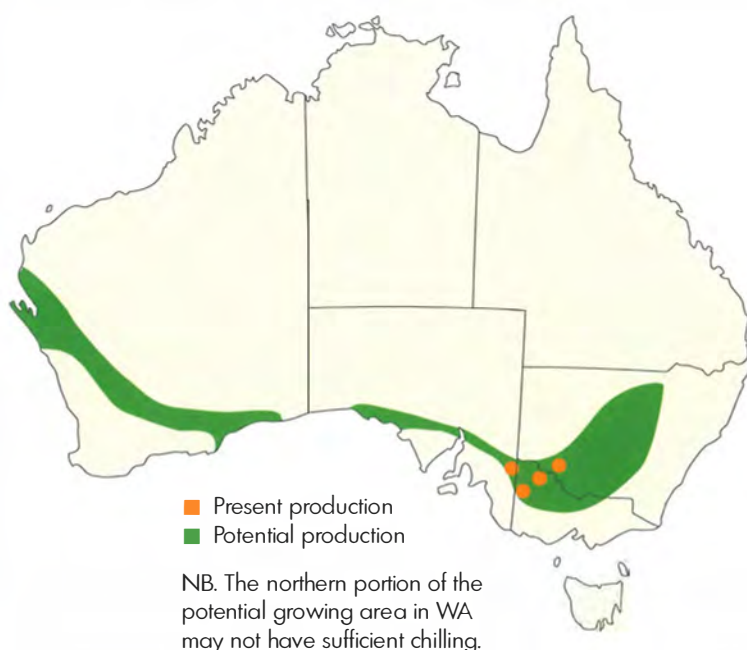 Present production
Potential production
NB. The northern portion of the
potential growing area in WA
may not have sufficient chilling.